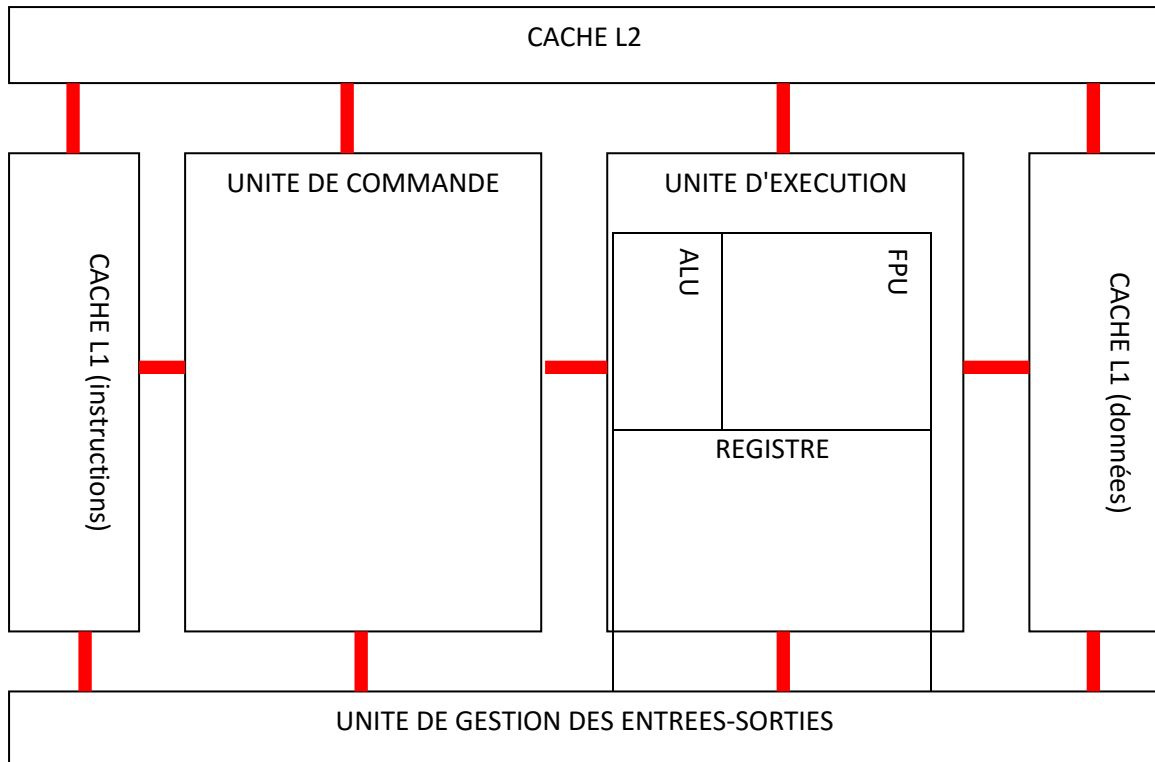 CACHE L2
UNITE DE COMMANDE
UNITE D'EXECUTION
CACHE L1 (instructions)
ALU
FPU
CACHE L1 (données)
REGISTRE
UNITE DE GESTION DES ENTREES-SORTIES